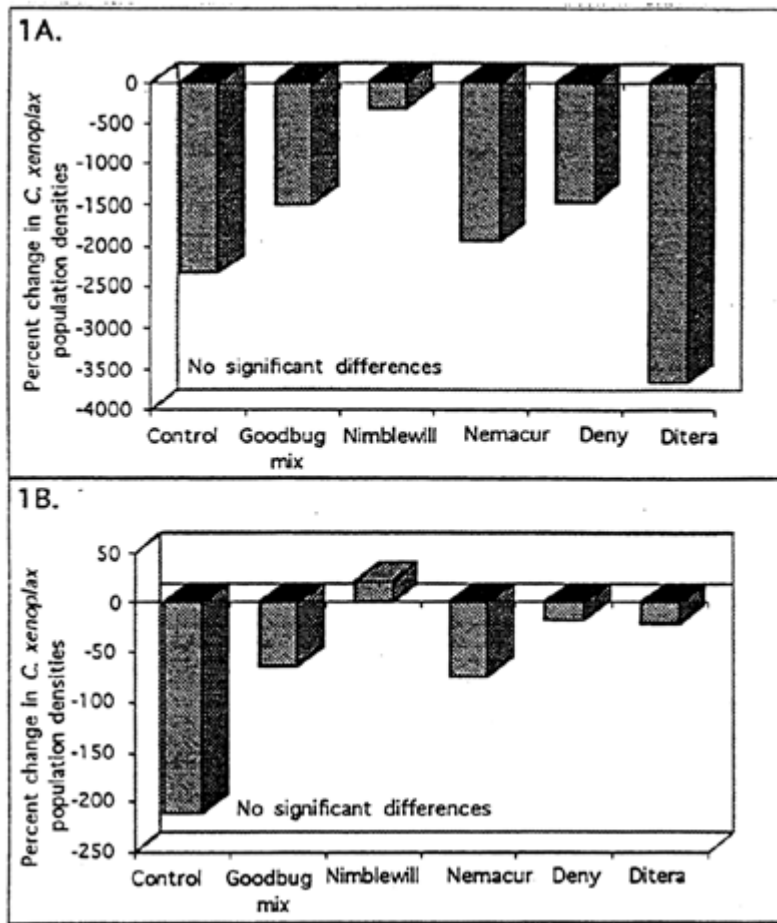 1A.
Percent change in C. xenoplax
population densities
0
-500
-1000
-1500
-2000
-2500
-3000
-3500
-4000
No significant differences
Control Goodbug mix Nimblewill Nemacur Deny Ditera
1B.
Percent change in C. xenoplax
population densities
50
0
-50
-100
-150
-200
-250
No significant differences
Control Goodbug mix Nimblewill Nemacur Deny Ditera